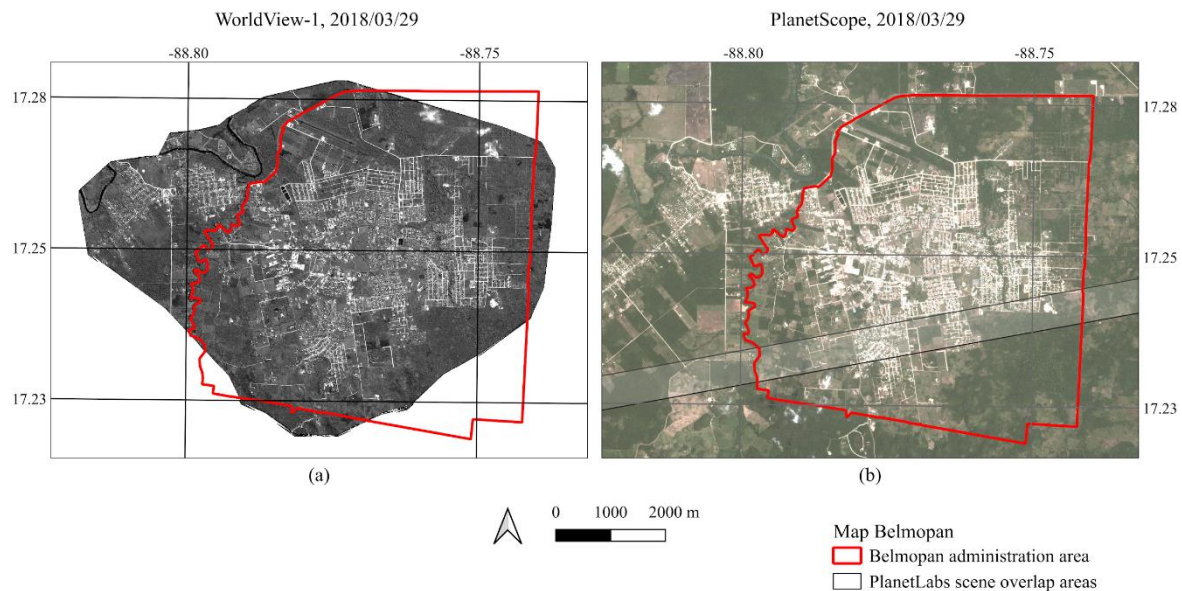 WorldView-1, 2018/03/29
PlanetScope, 2018/03/29
-88.80
-88.75
-88.80
-88.75
17.28
17.28
17.25
17.25
17.23
17.23
(a)
(b)
0 1000 2000 m
Map Belmopan
Belmopan administration area
PlanetLabs scene overlap areas